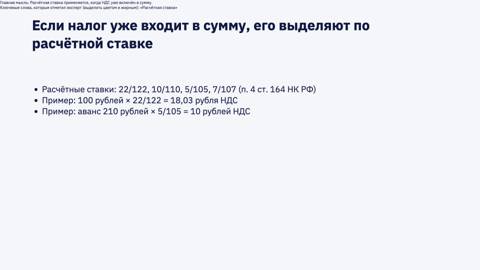 Главная мысль: Расчётная ставка применяется, когда НДС уже включён в сумму.
Ключевые слова, которые отметил эксперт (выделить цветом и жирным): «Расчётная ставка»
Если налог уже входит в сумму, его выделяют по
расчётной ставке
• Расчётные ставки: 22/122, 10/110, 5/105, 7/107 (п. 4 ст. 164 НК РФ)
• Пример: 100 рублей × 22/122 = 18,03 рубля НДС
• Пример: аванс 210 рублей × 5/105 = 10 рублей НДС